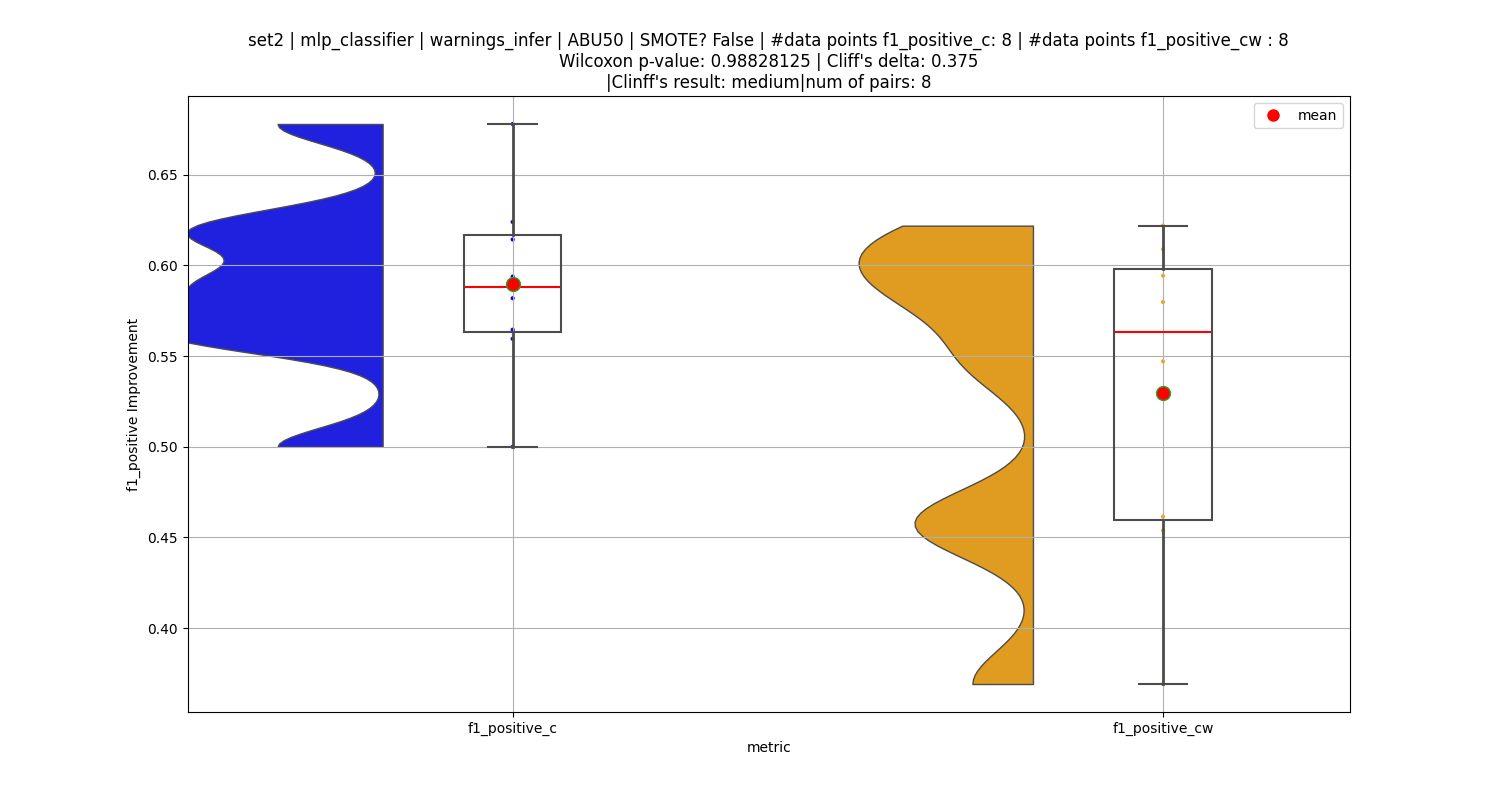 set2 | mlp_classifier | warnings_infer | ABU50 | SMOTE? False | #data points f1_positive_c: 8 | #data points f1_positive_cw : 8
Wilcoxon p-value: 0.98828125 | Cliff's delta: 0.375
|Clinff's result: medium|num of pairs: 8
mean
0.65
0.60
0.55
0.50
0.45
0.40
f1_positive Improvement
f1_positive_c
f1_positive_cw
metric